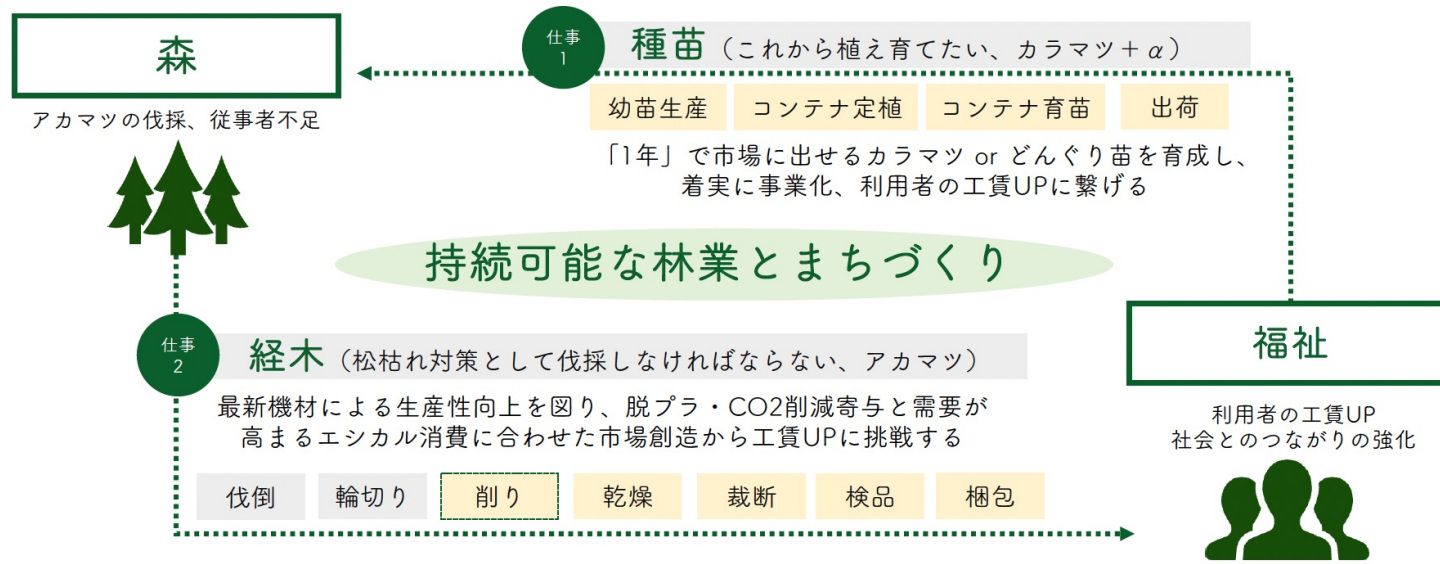 森
アカマツの伐採、従事者不足
仕事
1
種苗（これから植え育てたい、カラマツ＋α）
幼苗生産 コンテナ定植 コンテナ育苗 出荷
「1年」で市場に出せるカラマツ or どんぐり苗を育成し、
着実に事業化、利用者の工賃UPに繋げる
持続可能な林業とまちづくり
仕事
2
経木（松枯れ対策として伐採しなければならない、アカマツ）
最新機材による生産性向上を図り、脱プラ・CO2削減寄与と需要が
高まるエシカル消費に合わせた市場創造から工賃UPに挑戦する
伐倒 輪切り 削り 乾燥 裁断 検品 梱包
福祉
利用者の工賃UP
社会とのつながりの強化